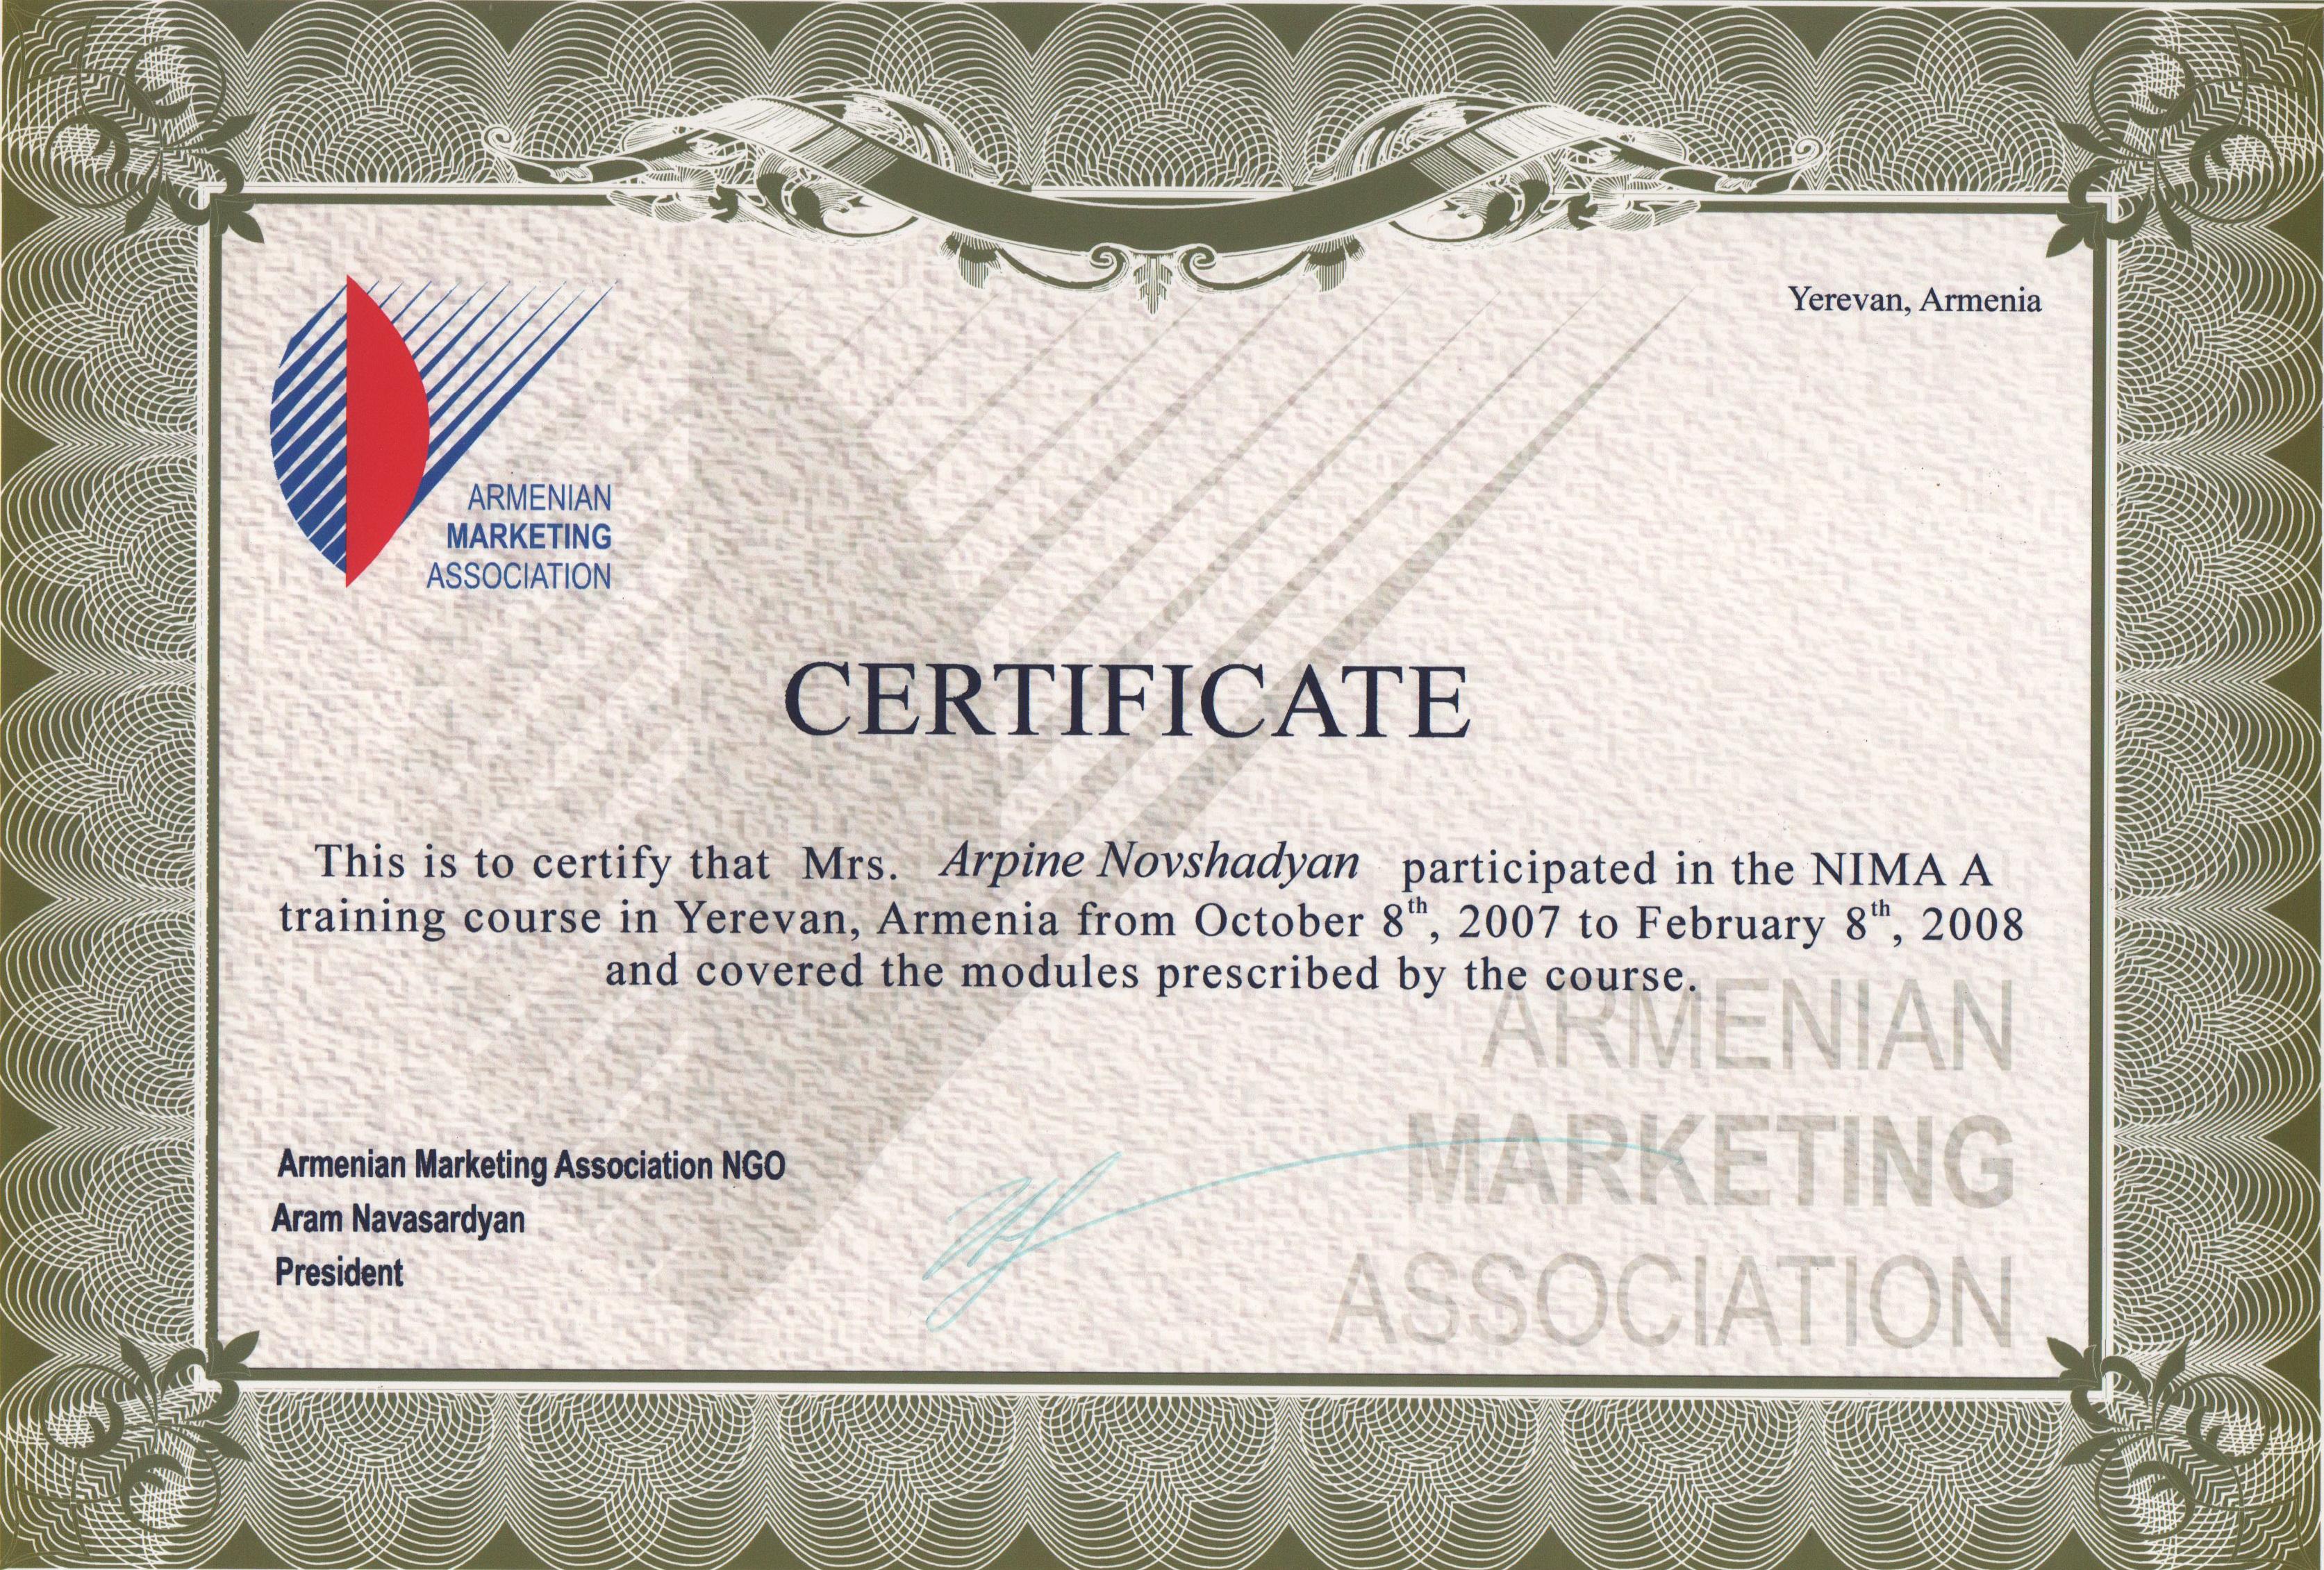 Yerevan, Armenia
ARMENIAN
MARKETING
ASSOCIATION
CERTIFICATE
This is to certify that Mrs. Arpine Novshadyan participated in the NIMA A
training course in Yerevan, Armenia from October 8th, 2007 to February 8th, 2008
and covered the modules prescribed by the course.
ARMENIAN
MARKETING
ASSOCIATION
Armenian Marketing Association NGO
Aram Navasardyan
President